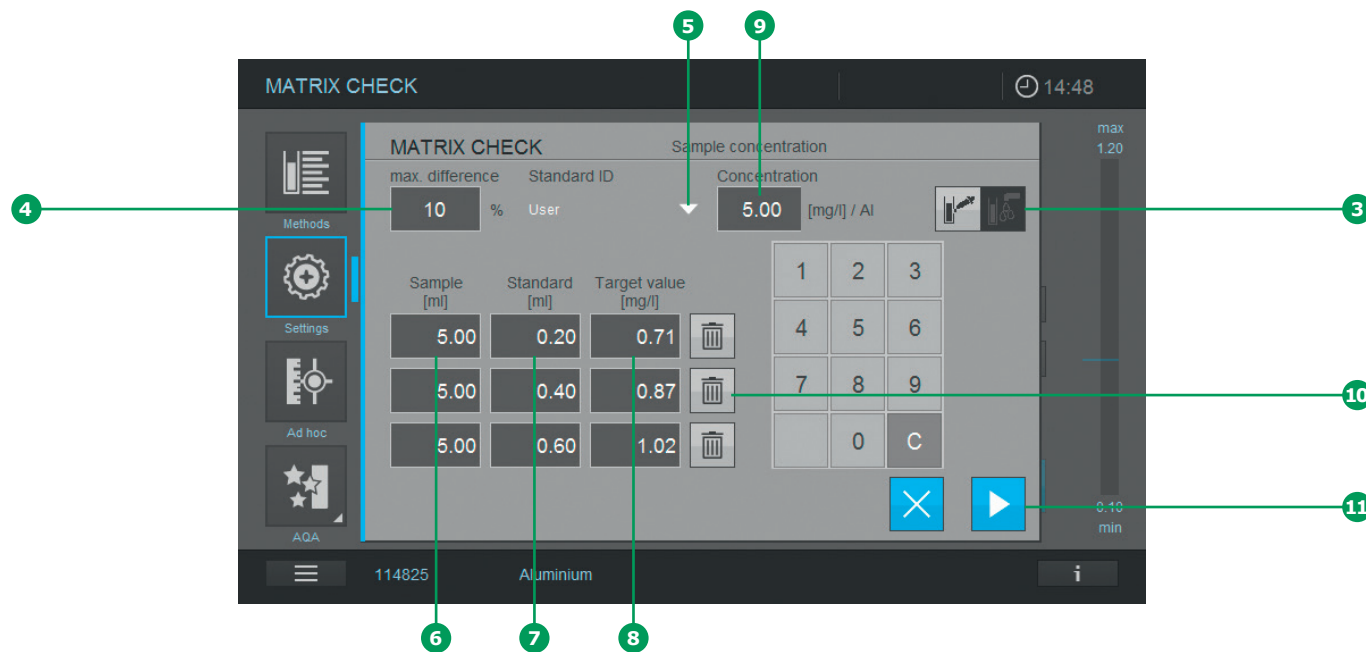 5 9
MATRIX CHECK 14:48
max
1.20
MATRIX CHECK Sample concentration
max. difference Standard ID Concentration
4 10 % User 5.00 [mg/l] / Al 3
Methods
1 2 3
Sample Standard Target value
[ml] [ml] [mg/l]
Settings
5.00 0.20 0.71 4 5 6
5.00 0.40 0.87 7 8 9 10
Ad hoc
5.00 0.60 1.02 0 C
11
0.10
min
AQA
114825 Aluminium i
6 7 8